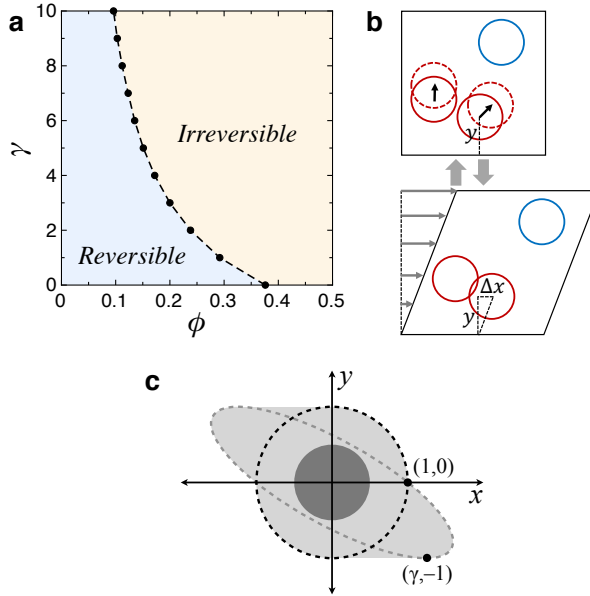 a
10
8
6
4
2
0
γ
Irreversible
Reversible
0
0.1
0.2
0.3
0.4
0.5
ϕ
b
y
Δx
y
c
y
(1,0)
x
(γ,−1)